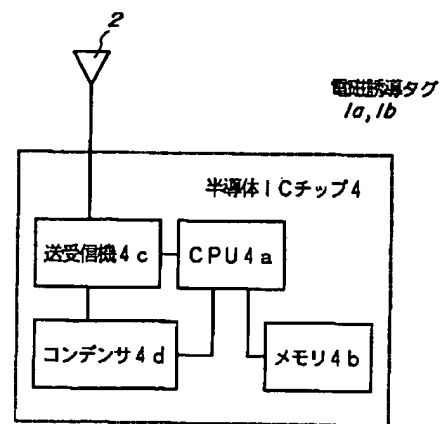 2
電磁誘導タグ
1a,1b
半導体ICチップ4
送受信機4c
CPU4a
コンデンサ4d
メモリ4b